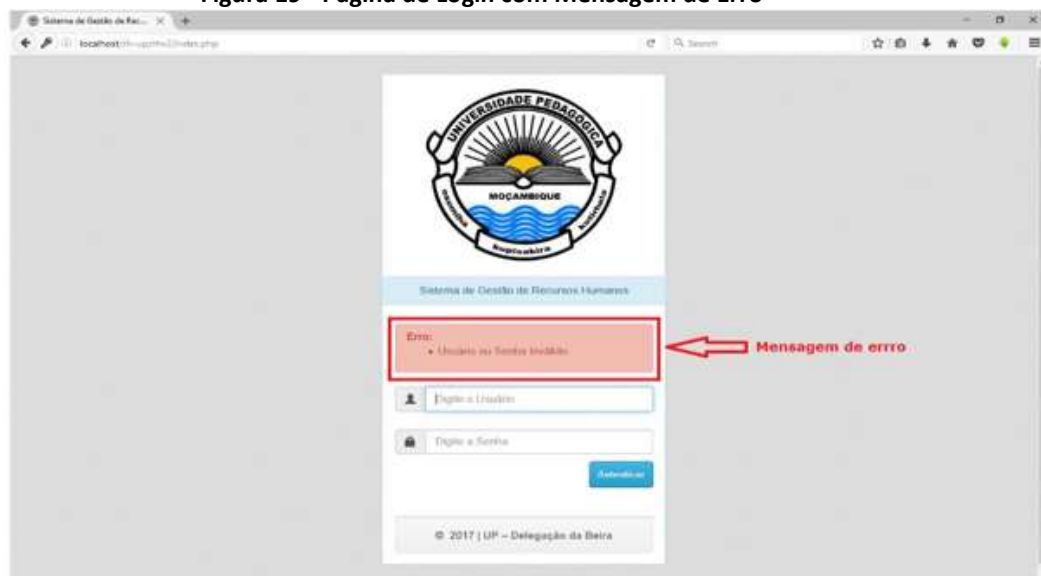 Figura 19 - Página de Login com Mensagem de Erro
Sistema de Gestão de Rec...
localhost
Search
UNIVERSIDADE PEDAGOGICA
MOÇAMBIQUE
Sistema de Gestão de Recursos Humanos
Erro:
• Usuário ou Senha Inválido
Mensagem de errro
Digite o Usuário
Digite a Senha
Autenticar
© 2017 | UP – Delegação da Beira